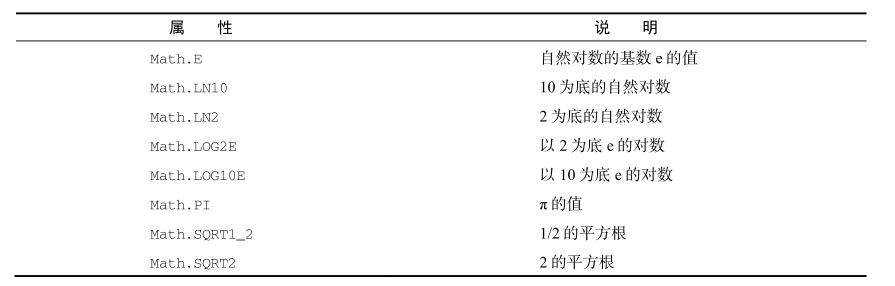 属 性 说 明
Math.E 自然对数的基数 e 的值
Math.LN10 10 为底的自然对数
Math.LN2 2 为底的自然对数
Math.LOG2E 以 2 为底 e 的对数
Math.LOG10E 以 10 为底 e 的对数
Math.PI π 的值
Math.SQRT1_2 1/2 的平方根
Math.SQRT2 2 的平方根